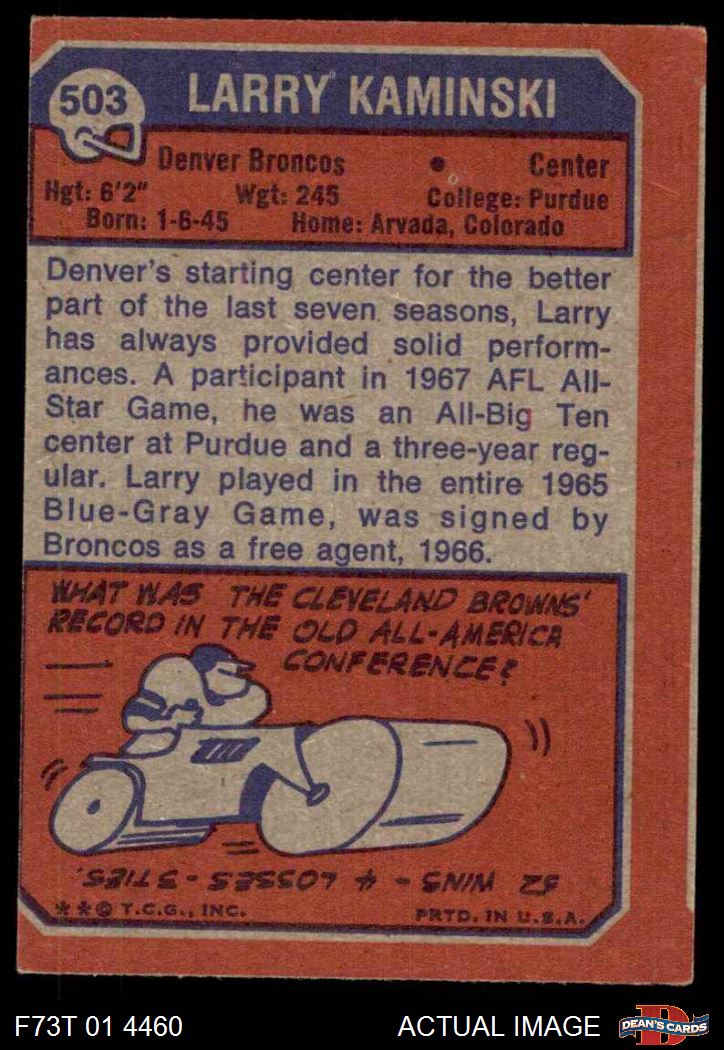 503
LARRY KAMINSKI
Denver Broncos • Center
Hgt: 6'2" Wgt: 245 College: Purdue
Born: 1-6-45 Home: Arvada, Colorado
Denver's starting center for the better
part of the last seven seasons, Larry
has always provided solid perform-
ances. A participant in 1967 AFL All-
Star Game, he was an All-Big Ten
center at Purdue and a three-year reg-
ular. Larry played in the entire 1965
Blue-Gray Game, was signed by
Broncos as a free agent, 1966.
WHAT WAS THE CLEVELAND BROWNS'
RECORD IN THE OLD ALL-AMERICA
CONFERENCE?
52 WINS - 4 LOSSES - 3 TIES.
**© T.C.G., INC. PRTD. IN U.S.A.
F73T 01 4460 ACTUAL IMAGE
D
DEAN'S CARDS